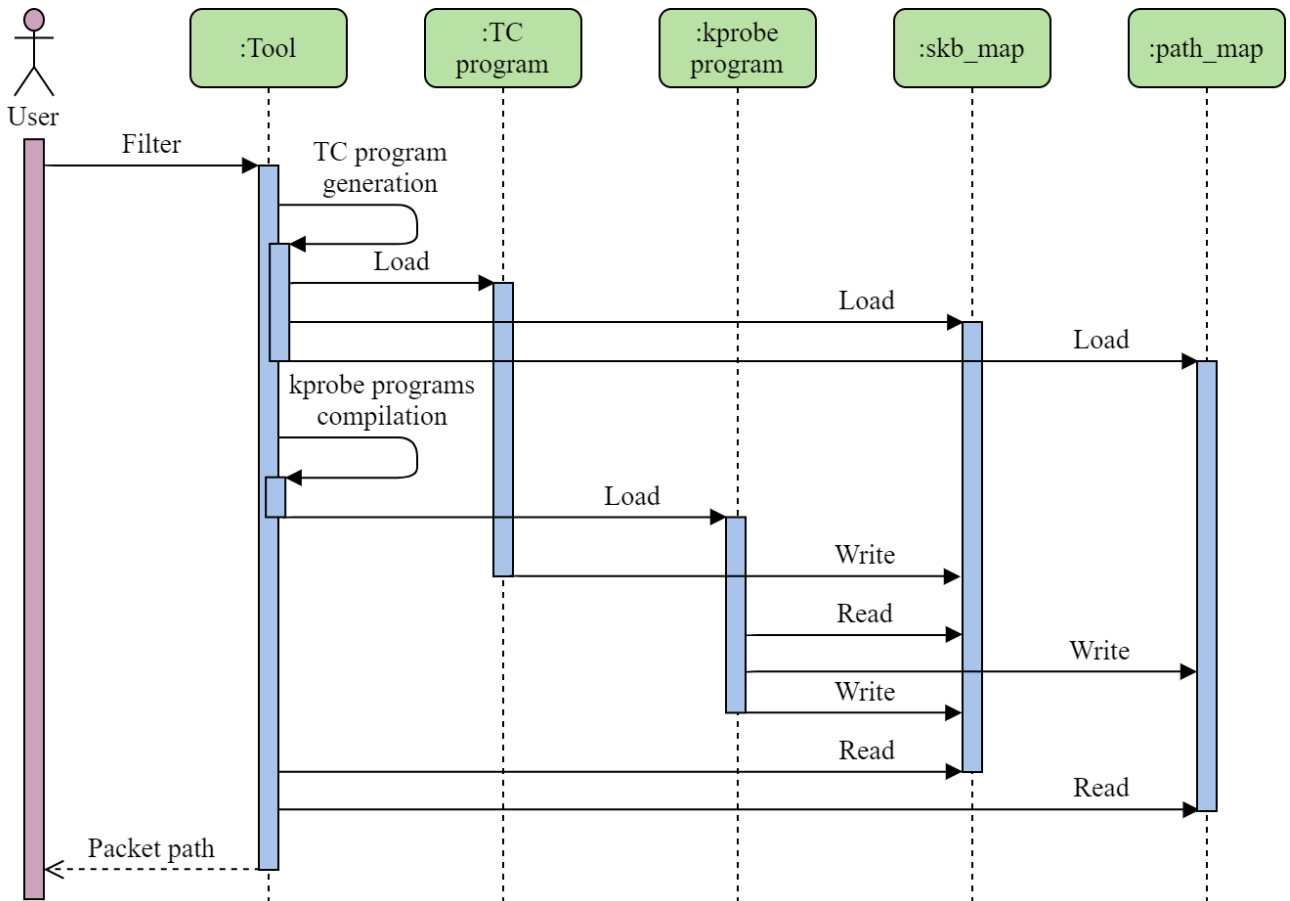 :Tool
:TC
program
:kprobe
program
:skb_map
:path_map
User
Filter
TC program
generation
Load
Load
Load
kprobe programs
compilation
Load
Write
Read
Write
Write
Read
Read
Packet path